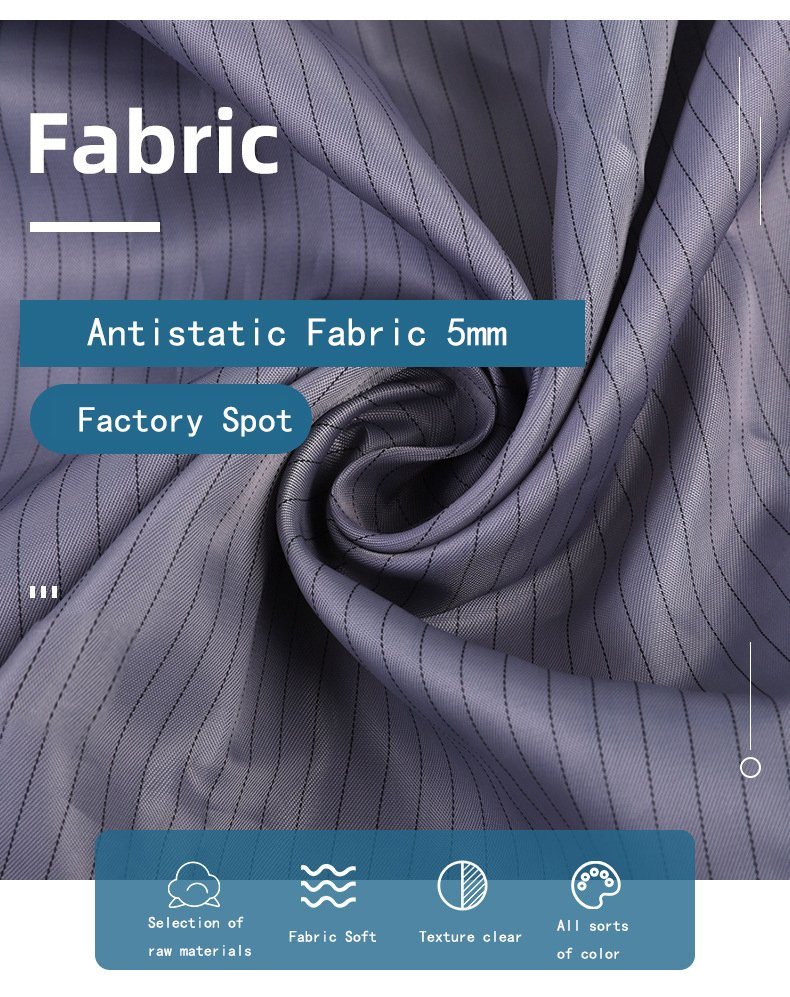 Fabric
Antistatic Fabric 5mm
Factory Spot
Selection of
raw materials
Fabric Soft
Texture clear
All sorts
of color